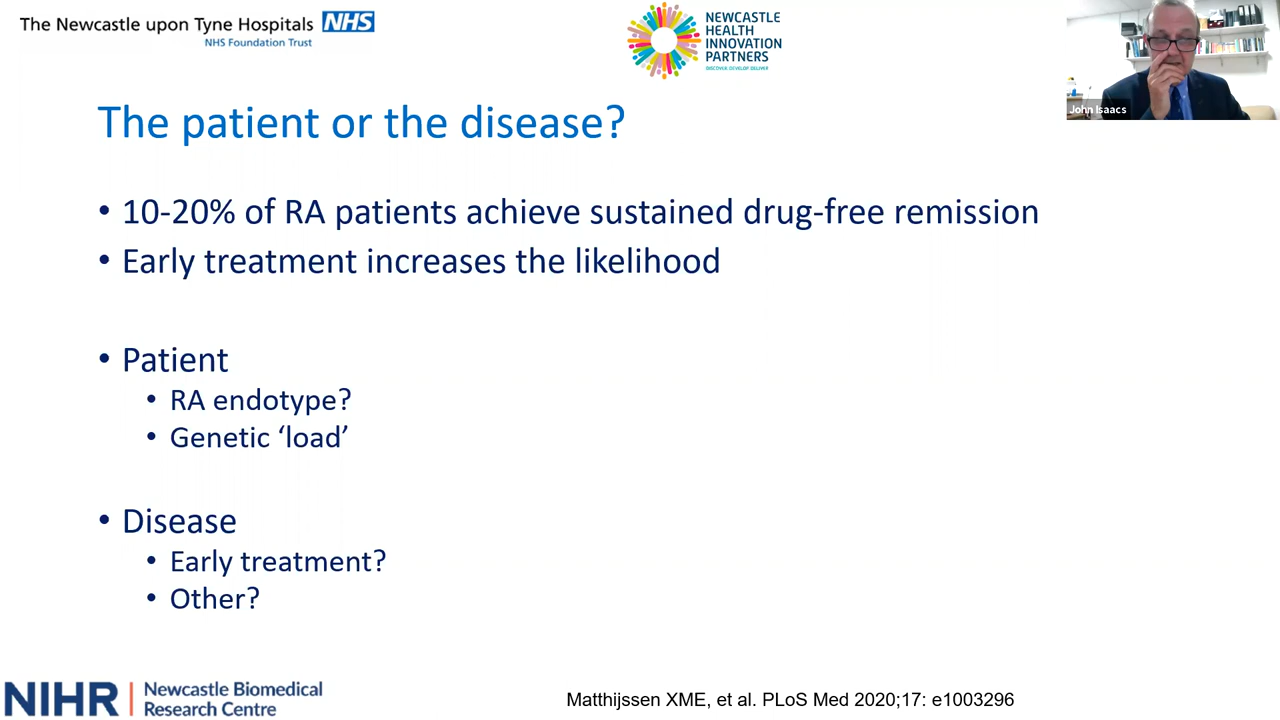 The Newcastle upon Tyne Hospitals NHS
NHS Foundation Trust
NEWCASTLE
HEALTH
INNOVATION
PARTNERS
DISCOVER. DEVELOP. DELIVER.
John Isaacs
The patient or the disease?
• 10-20% of RA patients achieve sustained drug-free remission
• Early treatment increases the likelihood
• Patient
• RA endotype?
• Genetic ‘load’
• Disease
• Early treatment?
• Other?
NIHR | Newcastle Biomedical
Research Centre
Matthijssen XME, et al. PLoS Med 2020;17: e1003296